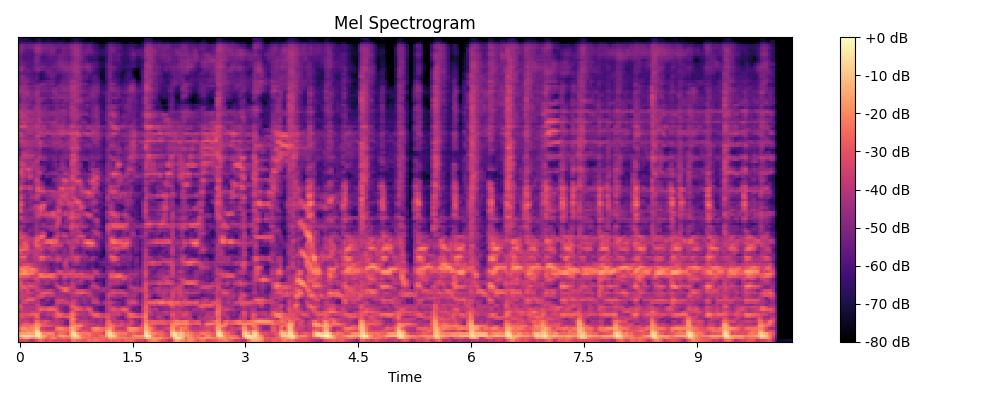 Mel Spectrogram
+0 dB
-10 dB
-20 dB
-30 dB
-40 dB
-50 dB
-60 dB
-70 dB
-80 dB
0 1.5 3 4.5 6 7.5 9
Time